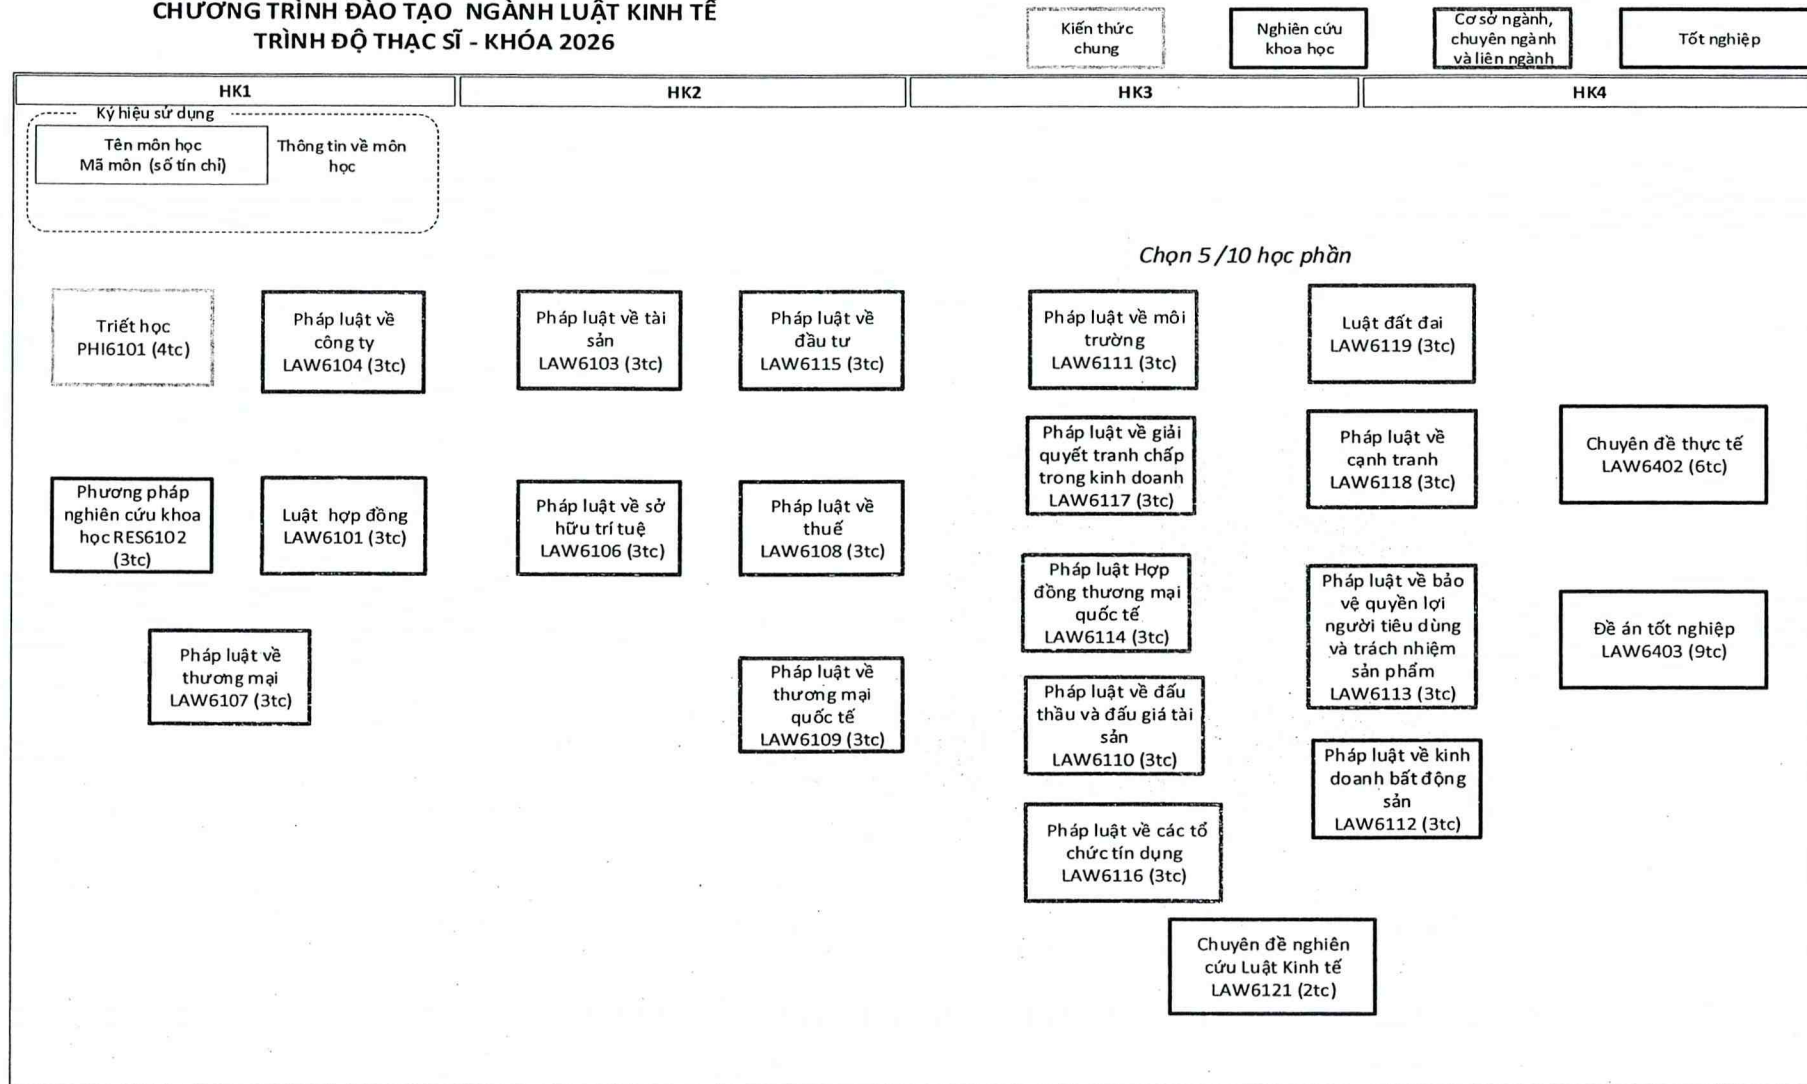 CHƯƠNG TRÌNH ĐÀO TẠO NGÀNH LUẬT KINH TẾ
TRÌNH ĐỘ THẠC SĨ - KHÓA 2026
Kiến thức
chung
Nghiên cứu
khoa học
Cơ sở ngành,
chuyên ngành
và liên ngành
Tốt nghiệp
HK1
HK2
HK3
HK4
Ký hiệu sử dụng
Tên môn học
Mã môn (số tín chỉ)
Thông tin về môn
học
Chọn 5/10 học phần
Triết học
PHI6101 (4tc)
Pháp luật về
công ty
LAW6104 (3tc)
Pháp luật về tài
sản
LAW6103 (3tc)
Pháp luật về
đầu tư
LAW6115 (3tc)
Pháp luật về môi
trường
LAW6111 (3tc)
Luật đất đai
LAW6119 (3tc)
Pháp luật về giải
quyết tranh chấp
trong kinh doanh
LAW6117 (3tc)
Pháp luật về
cạnh tranh
LAW6118 (3tc)
Chuyên đề thực tế
LAW6402 (6tc)
Phương pháp
nghiên cứu khoa
học RES6102
(3tc)
Luật hợp đồng
LAW6101 (3tc)
Pháp luật về sở
hữu trí tuệ
LAW6106 (3tc)
Pháp luật về
thuế
LAW6108 (3tc)
Pháp luật Hợp
đồng thương mại
quốc tế
LAW6114 (3tc)
Pháp luật về bảo
vệ quyền lợi
người tiêu dùng
và trách nhiệm
sản phẩm
LAW6113 (3tc)
Đề án tốt nghiệp
LAW6403 (9tc)
Pháp luật về
thương mại
LAW6107 (3tc)
Pháp luật về
thương mại
quốc tế
LAW6109 (3tc)
Pháp luật về đấu
thầu và đấu giá tài
sản
LAW6110 (3tc)
Pháp luật về kinh
doanh bất động
sản
LAW6112 (3tc)
Pháp luật về các tổ
chức tín dụng
LAW6116 (3tc)
Chuyên đề nghiên
cứu Luật Kinh tế
LAW6121 (2tc)